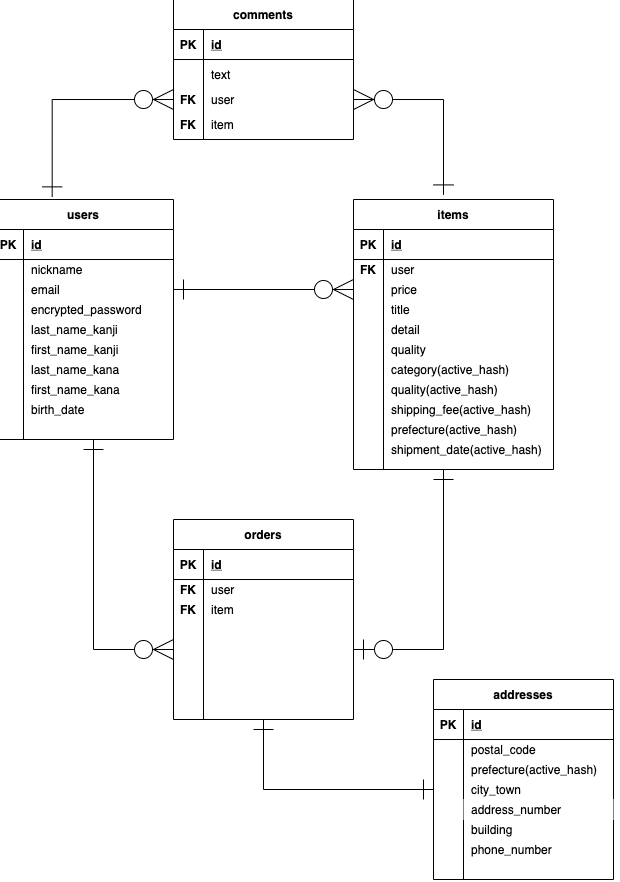 comments
PK id
text
FK user
FK item
users
PK id
nickname
email
encrypted_password
last_name_kanji
first_name_kanji
last_name_kana
first_name_kana
birth_date
items
PK id
FK user
price
title
detail
quality
category(active_hash)
quality(active_hash)
shipping_fee(active_hash)
prefecture(active_hash)
shipment_date(active_hash)
orders
PK id
FK user
FK item
addresses
PK id
postal_code
prefecture(active_hash)
city_town
address_number
building
phone_number